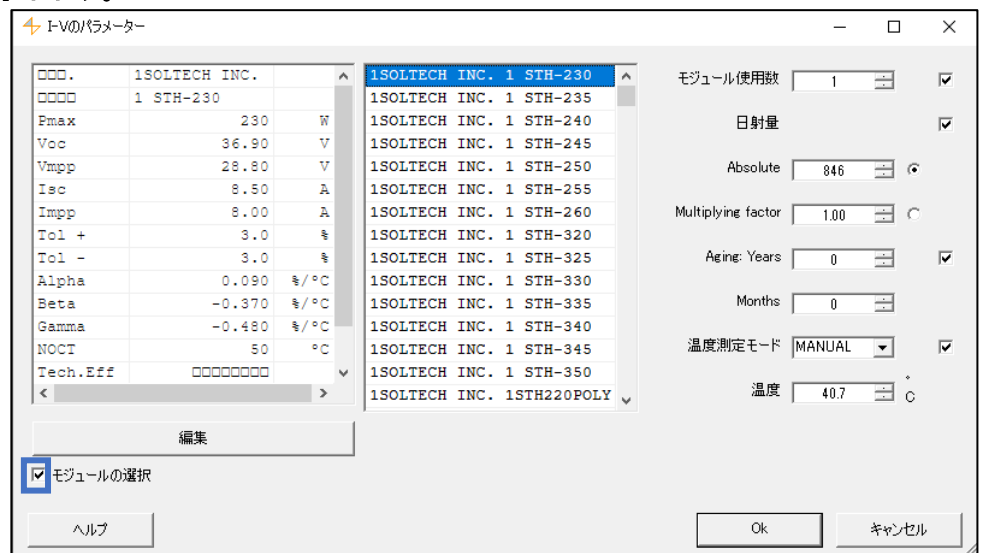 I-Vのパラメーター
□□□. 1SOLTECH INC.
□□□□ 1 STH-230
Pmax 230 W
Voc 36.90 V
Vmpp 28.80 V
Isc 8.50 A
Impp 8.00 A
Tol + 3.0 %
Tol - 3.0 %
Alpha 0.090 %/°C
Beta -0.370 %/°C
Gamma -0.480 %/°C
NOCT 50 °C
Tech.Eff □□□□□□□□
編集
モジュールの選択
1SOLTECH INC. 1 STH-230
1SOLTECH INC. 1 STH-235
1SOLTECH INC. 1 STH-240
1SOLTECH INC. 1 STH-245
1SOLTECH INC. 1 STH-250
1SOLTECH INC. 1 STH-255
1SOLTECH INC. 1 STH-260
1SOLTECH INC. 1 STH-320
1SOLTECH INC. 1 STH-325
1SOLTECH INC. 1 STH-330
1SOLTECH INC. 1 STH-335
1SOLTECH INC. 1 STH-340
1SOLTECH INC. 1 STH-345
1SOLTECH INC. 1 STH-350
1SOLTECH INC. 1STH220POLY
モジュール使用数 1
日射量
Absolute 846
Multiplying factor 1.00
Aging: Years 0
Months 0
温度測定モード MANUAL
温度 40.7 °C
ヘルプ
Ok
キャンセル